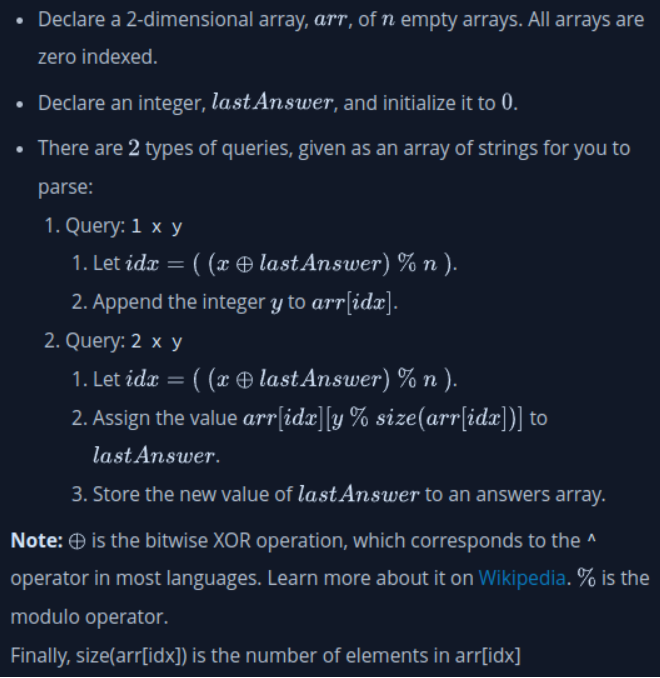 • Declare a 2-dimensional array, arr, of n empty arrays. All arrays are
zero indexed.
• Declare an integer, lastAnswer, and initialize it to 0.
• There are 2 types of queries, given as an array of strings for you to
parse:
1. Query: 1 x y
1. Let idx = ( (x ⊕ lastAnswer) % n ).
2. Append the integer y to arr[idx].
2. Query: 2 x y
1. Let idx = ( (x ⊕ lastAnswer) % n ).
2. Assign the value arr[idx][y % size(arr[idx])] to
lastAnswer.
3. Store the new value of lastAnswer to an answers array.
Note: ⊕ is the bitwise XOR operation, which corresponds to the ^
operator in most languages. Learn more about it on Wikipedia. % is the
modulo operator.
Finally, size(arr[idx]) is the number of elements in arr[idx]